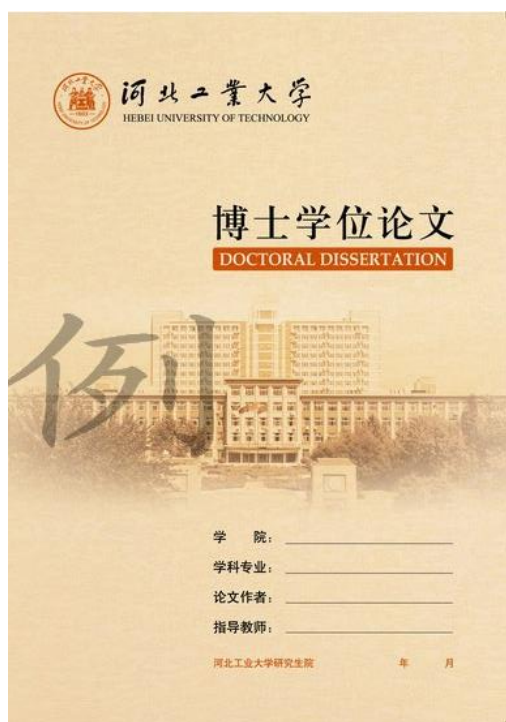 河北工業大学
HEBEI UNIVERSITY OF TECHNOLOGY
博士学位论文
DOCTORAL DISSERTATION
例
学 院:
学科专业:
论文作者:
指导教师:
河北工业大学研究生院 年 月